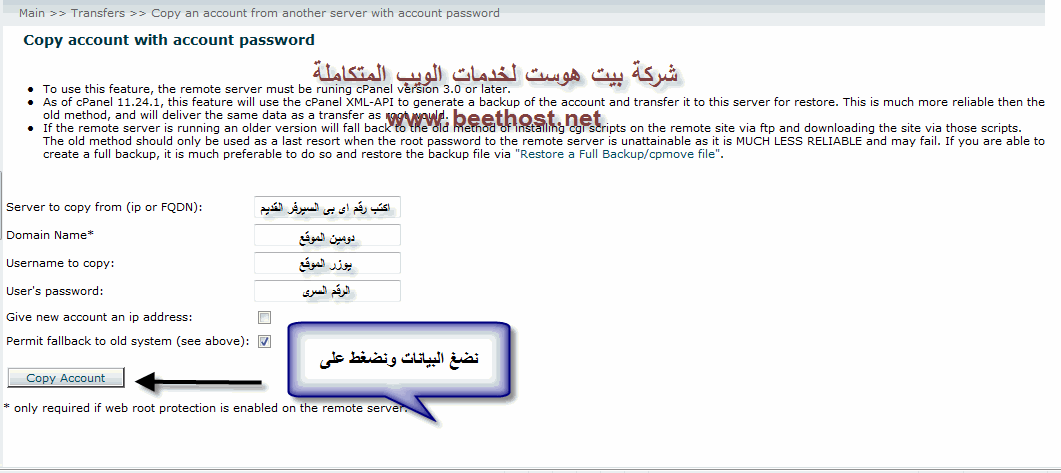 Main >> Transfers >> Copy an account from another server with account password
Copy account with account password
شركة بيت هوست لخدمات الويب المتكاملة
To use this feature, the remote server must be runing cPanel version 3.0 or later.
As of cPanel 11.24.1, this feature will use the cPanel XML-API to generate a backup of the account and transfer it to this server for restore. This is much more reliable then the
old method, and will deliver the same data as a transfer as root would.
www.beethost.net
If the remote server is running an older version will fall back to the old method of installing cgi scripts on the remote site via ftp and downloading the site via those scripts.
The old method should only be used as a last resort when the root password to the remote server is unattainable as it is MUCH LESS RELIABLE and may fail. If you are able to
create a full backup, it is much preferable to do so and restore the backup file via "Restore a Full Backup/cpmove file".
Server to copy from (ip or FQDN): اكتب رقم اى بى السيرفر القديم
Domain Name* دومين الموقع
Username to copy: يوزر الموقع
User's password: الرقم السرى
Give new account an ip address:
Permit fallback to old system (see above):
نضغ البيانات ونضغط على
Copy Account
* only required if web root protection is enabled on the remote server.